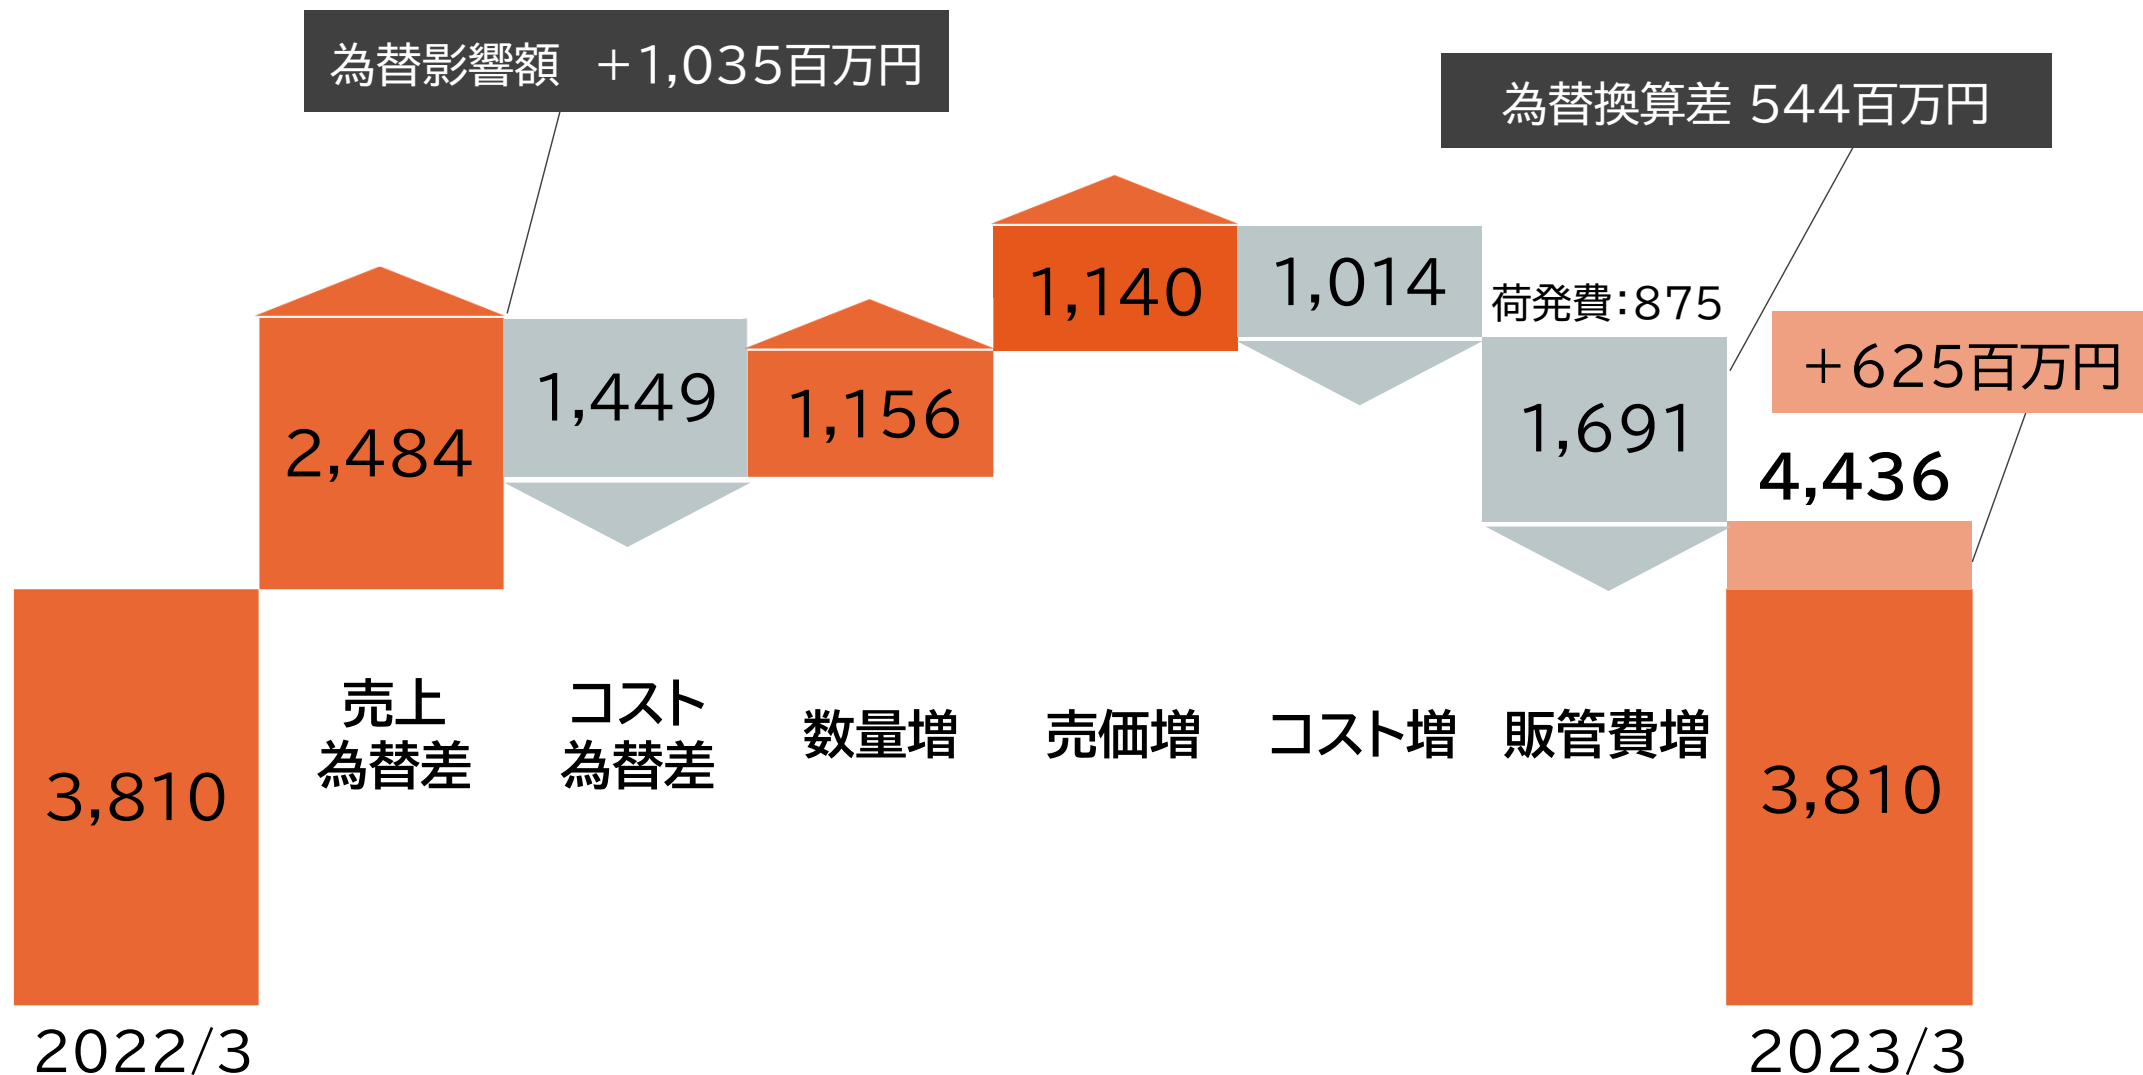 為替影響額 +1,035百万円
為替換算差 544百万円
荷発費:875
+625百万円
1,140
1,014
1,449
1,156
2,484
1,691
4,436
3,810
売上
為替差
コスト
為替差
数量増
売価増
コスト増
販管費増
3,810
2022/3
2023/3